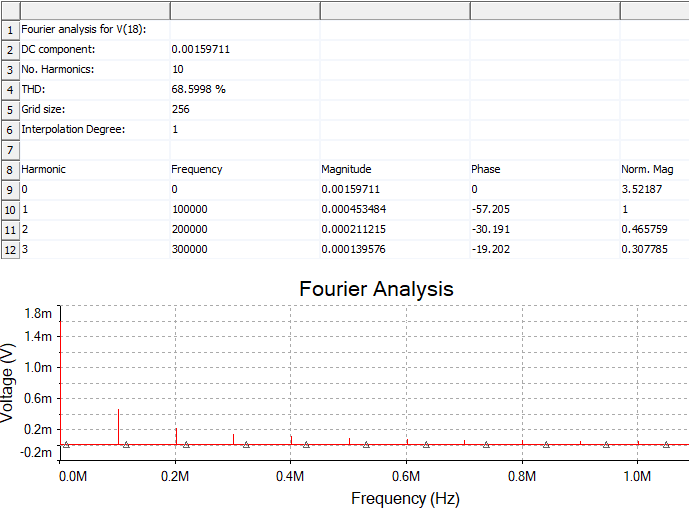 1 Fourier analysis for V(18):
2 DC component: 0.00159711
3 No. Harmonics: 10
4 THD: 68.5998 %
5 Grid size: 256
6 Interpolation Degree: 1
7
8 Harmonic Frequency Magnitude Phase Norm. Mag
9 0 0 0.00159711 0 3.52187
10 1 100000 0.000453484 -57.205 1
11 2 200000 0.000211215 -30.191 0.465759
12 3 300000 0.000139576 -19.202 0.307785
Fourier Analysis
Voltage (V)
1.8m
1.4m
1.0m
0.6m
0.2m
-0.2m
0.0M 0.2M 0.4M 0.6M 0.8M 1.0M
Frequency (Hz)